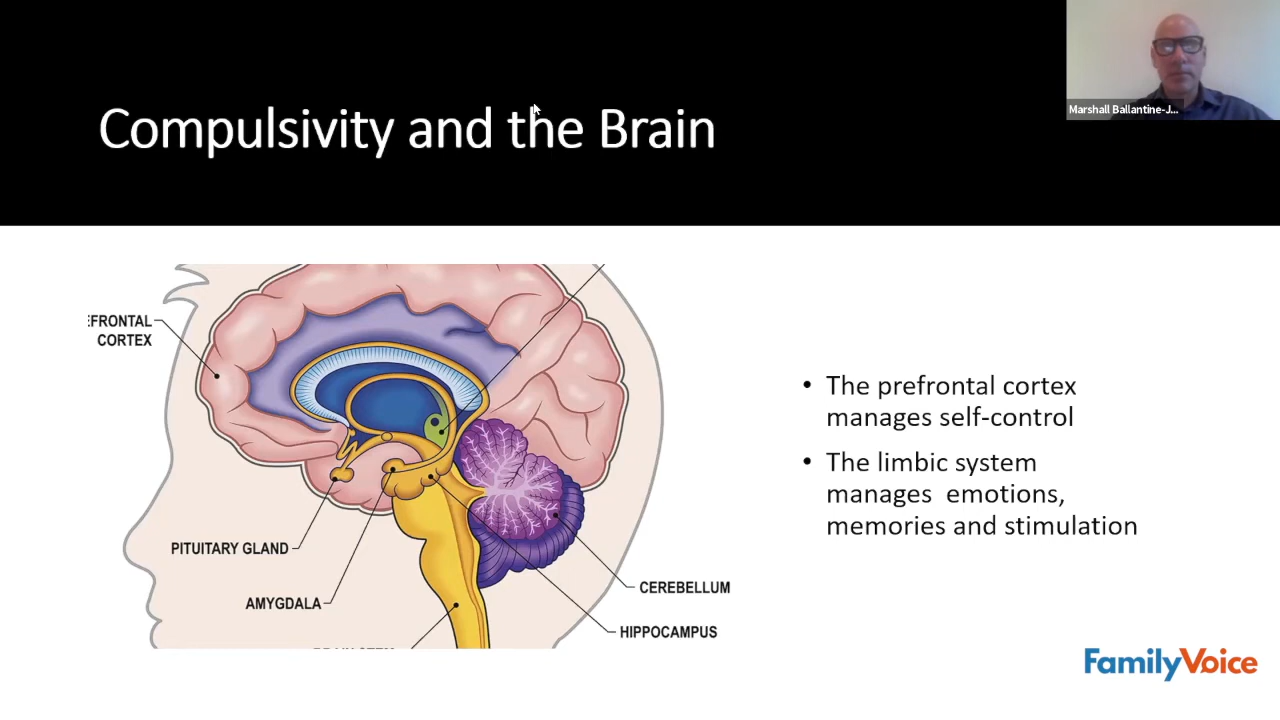 Compulsivity and the Brain
Marshall Ballantine-J...
FRONTAL
CORTEX
PITUITARY GLAND
AMYGDALA
CEREBELLUM
HIPPOCAMPUS
• The prefrontal cortex
manages self-control
• The limbic system
manages emotions,
memories and stimulation
FamilyVoice